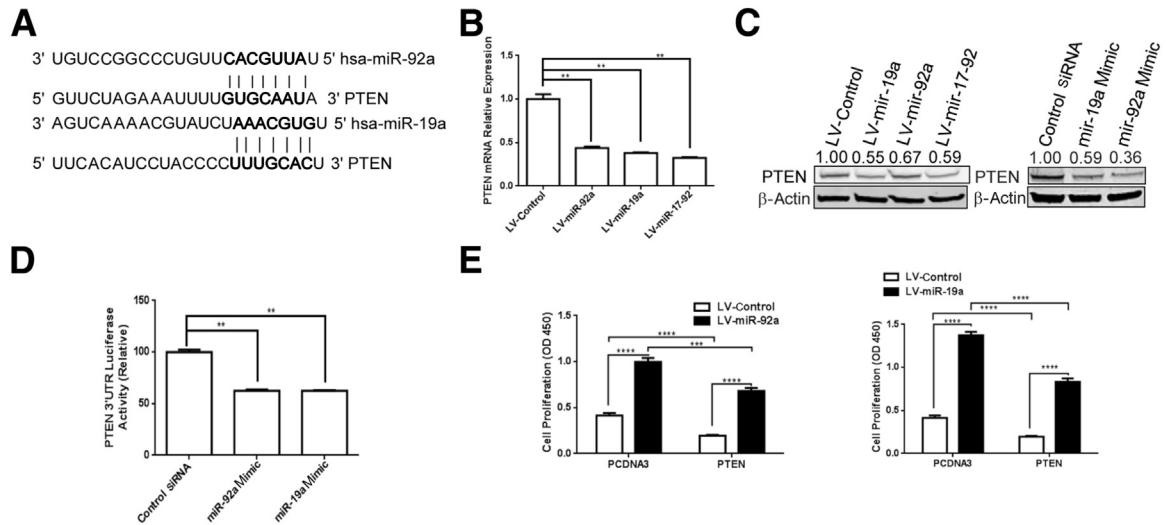 A
3' UGUCCGGCCCUGUUCACGUUAU 5' hsa-miR-92a
5' GUUCUAGAAAUUUUGUGCAAUA 3' PTEN
3' AGUCAAAACGUAUCUAAACGUGU 5' hsa-miR-19a
5' UUCACAUCCUACCCCUUUGCACU 3' PTEN
B
PTEN mRNA Relative Expression
1.5
1.0
0.5
0.0
**
**
**
LV-Control
LV-miR-92a
LV-miR-19a
LV-miR-17-92
C
LV-Control
LV-mir-19a
LV-mir-92a
LV-mir-17-92
1.00 0.55 0.67 0.59
PTEN
β-Actin
Control siRNA
mir-19a Mimic
mir-92a Mimic
1.00 0.59 0.36
PTEN
β-Actin
D
PTEN 3'UTR Luciferase
Activity (Relative)
150
100
50
0
**
**
Control siRNA
miR-92a Mimic
miR-19a Mimic
E
LV-Control
LV-miR-92a
Cell Proliferation (OD 450)
1.5
1.0
0.5
0.0
****
***
****
****
PCDNA3
PTEN
LV-Control
LV-miR-19a
Cell Proliferation (OD 450)
1.5
1.0
0.5
0.0
****
****
****
****
PCDNA3
PTEN